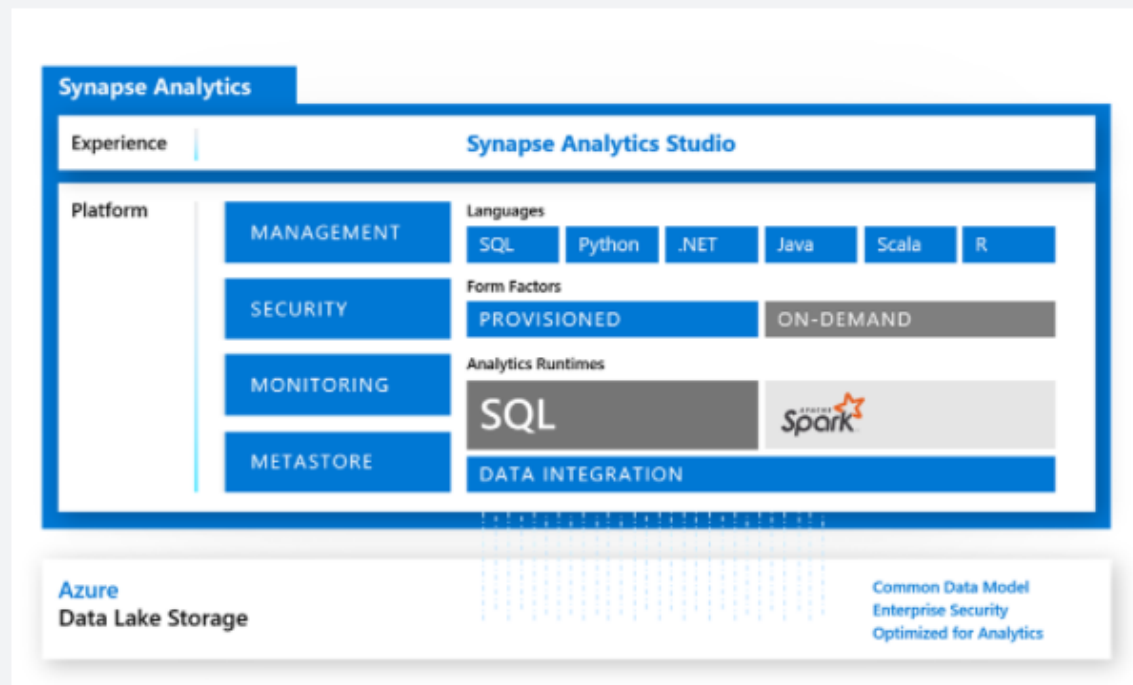 Synapse Analytics
Experience
Synapse Analytics Studio
Platform
MANAGEMENT
SECURITY
MONITORING
METASTORE
Languages
SQL
Python
.NET
Java
Scala
R
Form Factors
PROVISIONED
ON-DEMAND
Analytics Runtimes
SQL
APACHE
Spark
DATA INTEGRATION
Azure
Data Lake Storage
Common Data Model
Enterprise Security
Optimized for Analytics